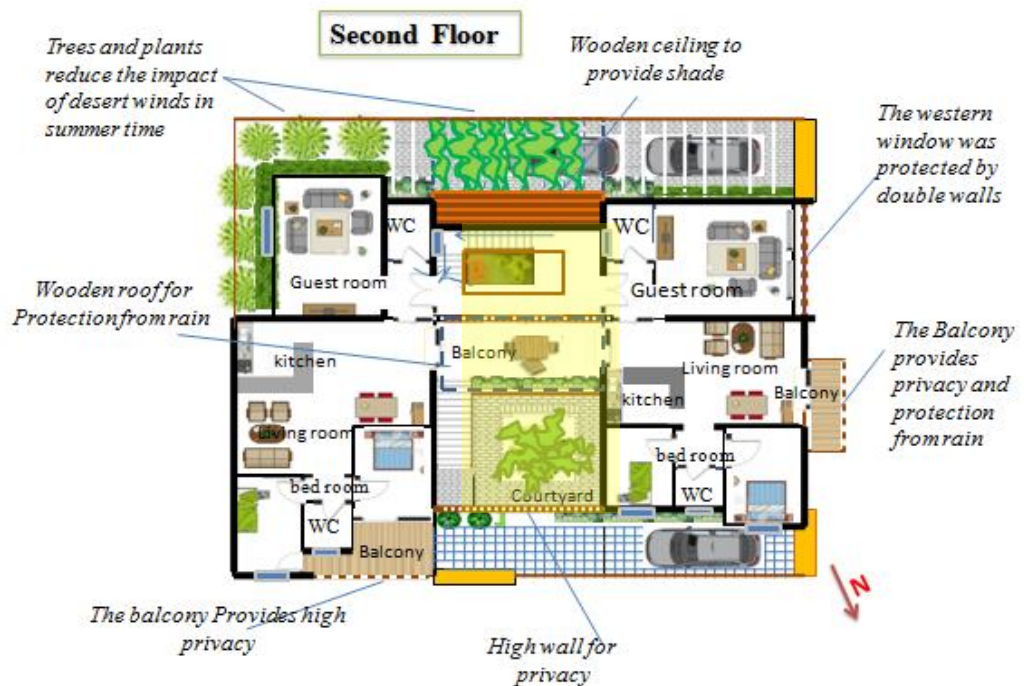 Second Floor
Trees and plants
reduce the impact
of desert winds in
summer time
Wooden ceiling to
provide shade
The western
window was
protected by
double walls
WC
WC
Guest room
Guest room
Wooden roof for
Protection from rain
Balcony
kitchen
Living room
Balcony
kitchen
The Balcony
provides
privacy and
protection
from rain
Living room
bed room
bed room
WC
WC
Courtyard
Balcony
N
The balcony Provides high
privacy
High wall for
privacy